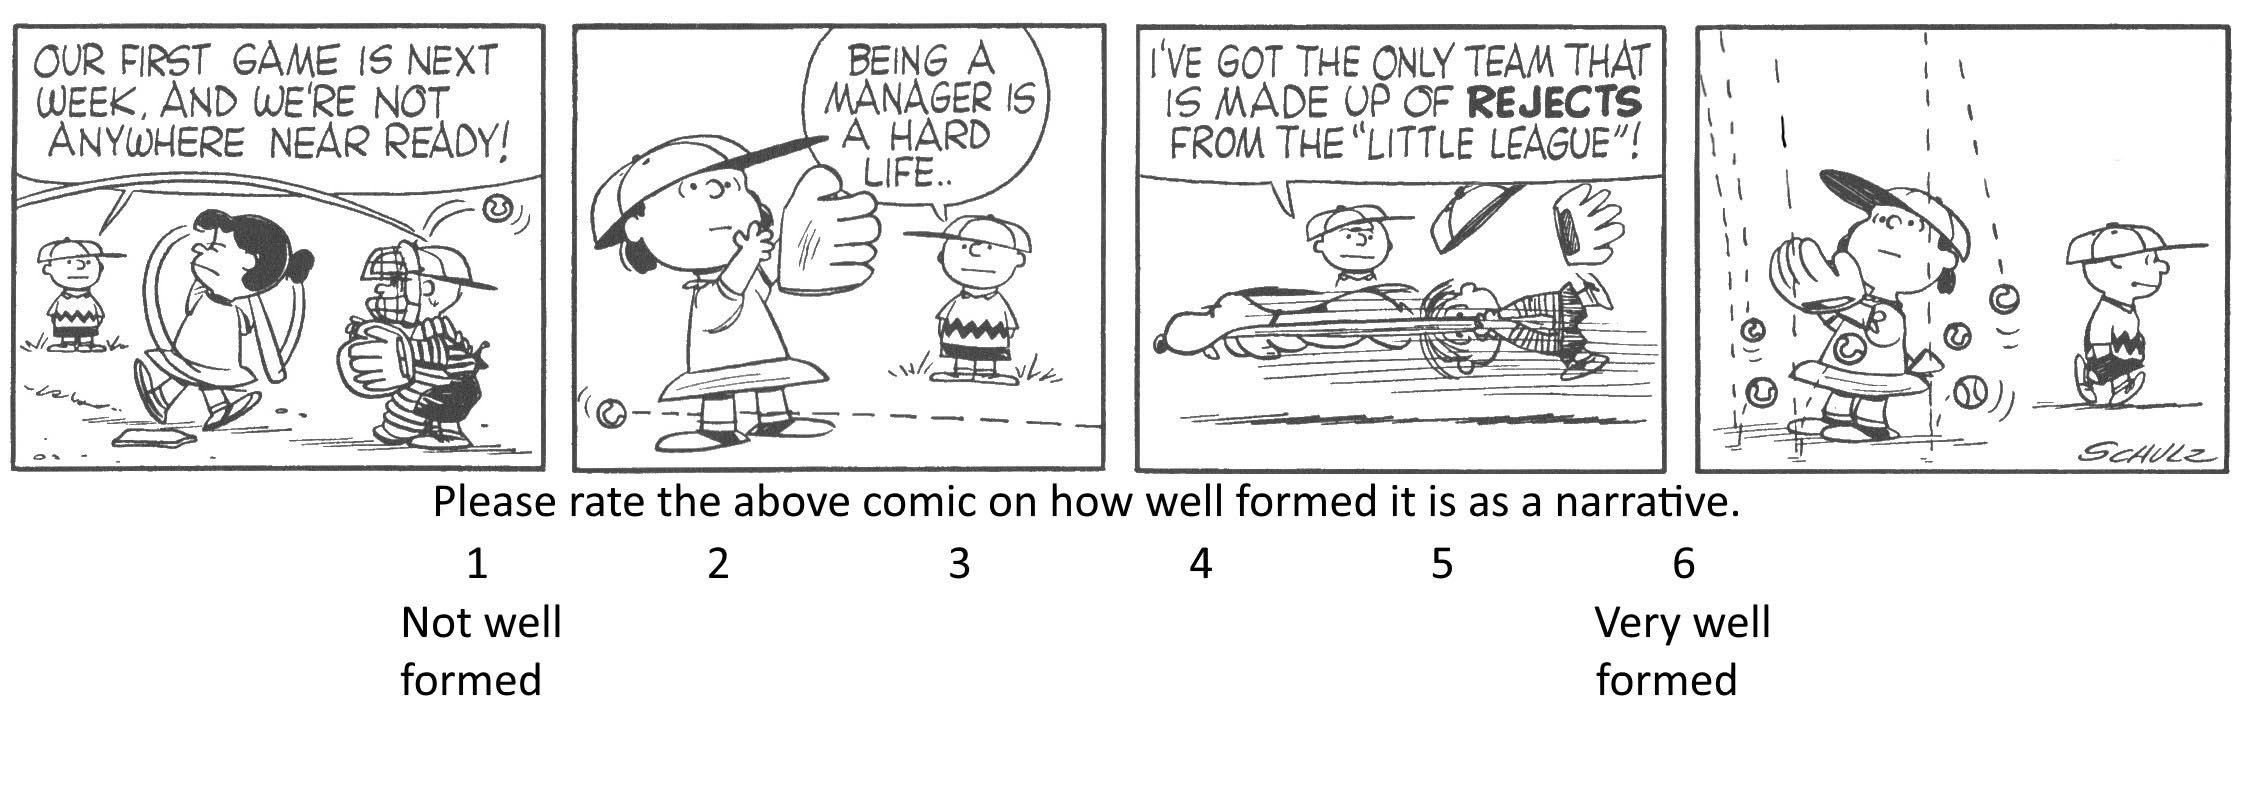 OUR FIRST GAME IS NEXT
WEEK, AND WE'RE NOT
ANYWHERE NEAR READY!
BEING A
MANAGER IS
A HARD
LIFE..
I'VE GOT THE ONLY TEAM THAT
IS MADE UP OF REJECTS
FROM THE "LITTLE LEAGUE"!
SCHULZ
Please rate the above comic on how well formed it is as a narrative.
1 2 3 4 5 6
Not well
formed
Very well
formed